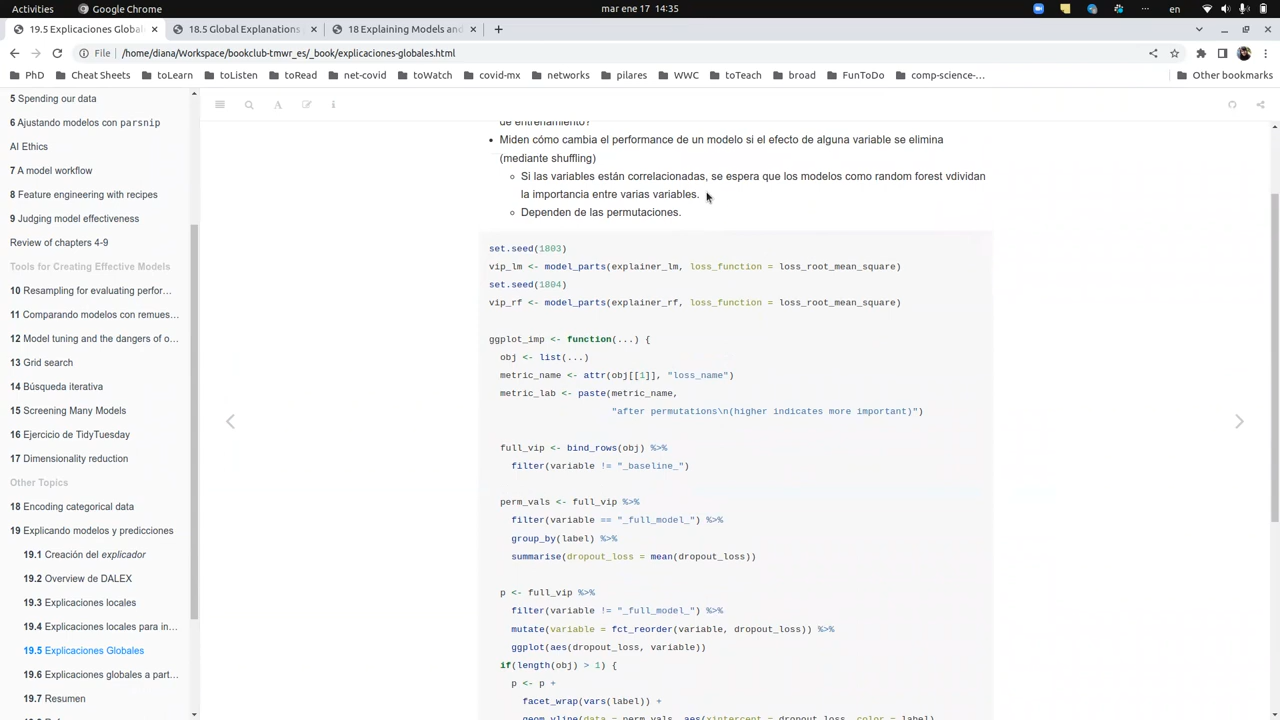 Activities Google Chrome mar ene 17 14:35 en
19.5 Explicaciones Global 18.5 Global Explanations 18 Explaining Models and
File /home/diana/Workspace/bookclub-tmwr_es/_book/explicaciones-globales.html
PhD Cheat Sheets toLearn toListen toRead net-covid toWatch covid-mx networks pilares WWC toTeach broad FunToDo comp-science-… Other bookmarks
5 Spending our data
6 Ajustando modelos con parsnip
AI Ethics
7 A model workflow
8 Feature engineering with recipes
9 Judging model effectiveness
Review of chapters 4-9
Tools for Creating Effective Models
10 Resampling for evaluating perfor…
11 Comparando modelos con remues…
12 Model tuning and the dangers of o…
13 Grid search
14 Búsqueda iterativa
15 Screening Many Models
16 Ejercicio de TidyTuesday
17 Dimensionality reduction
Other Topics
18 Encoding categorical data
19 Explicando modelos y predicciones
19.1 Creación del explicador
19.2 Overview de DALEX
19.3 Explicaciones locales
19.4 Explicaciones locales para in…
19.5 Explicaciones Globales
19.6 Explicaciones globales a part…
19.7 Resumen
de entrenamiento?
• Miden cómo cambia el performance de un modelo si el efecto de alguna variable se elimina
(mediante shuffling)
Si las variables están correlacionadas, se espera que los modelos como random forest vdividan
la importancia entre varias variables.
Dependen de las permutaciones.
set.seed(1803)
vip_lm <- model_parts(explainer_lm, loss_function = loss_root_mean_square)
set.seed(1804)
vip_rf <- model_parts(explainer_rf, loss_function = loss_root_mean_square)
ggplot_imp <- function(...) {
obj <- list(...)
metric_name <- attr(obj[[1]], "loss_name")
metric_lab <- paste(metric_name,
"after permutations\n(higher indicates more important)")
full_vip <- bind_rows(obj) %>%
filter(variable != "_baseline_")
perm_vals <- full_vip %>%
filter(variable == "_full_model_") %>%
group_by(label) %>%
summarise(dropout_loss = mean(dropout_loss))
p <- full_vip %>%
filter(variable != "_full_model_") %>%
mutate(variable = fct_reorder(variable, dropout_loss)) %>%
ggplot(aes(dropout_loss, variable))
if(length(obj) > 1) {
p <- p +
facet_wrap(vars(label)) +
geom_vline(data = perm_vals, aes(xintercept = dropout_loss, color = label),